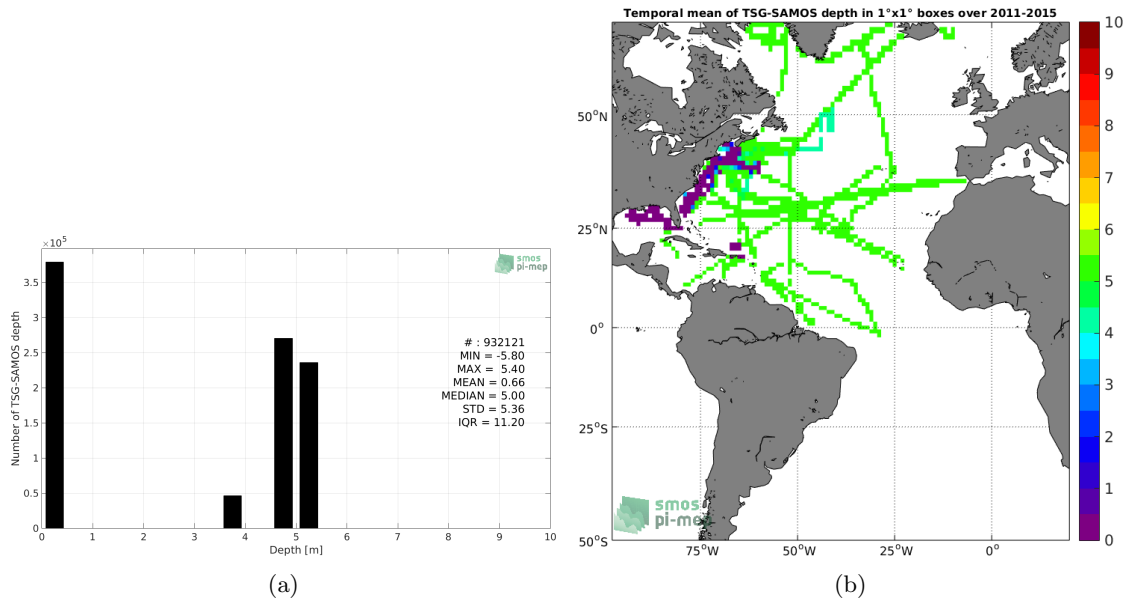 ×10⁵
3.5
3
2.5
2
1.5
1
0.5
0
0 1 2 3 4 5 6 7 8 9 10
Number of TSG-SAMOS depth
Depth [m]
smos
pi-mep
# : 932121
MIN = -5.80
MAX = 5.40
MEAN = 0.66
MEDIAN = 5.00
STD = 5.36
IQR = 11.20
(a)
Temporal mean of TSG-SAMOS depth in 1°x1° boxes over 2011-2015
50°N
25°N
0°
25°S
50°S
75°W 50°W 25°W 0°
smos
pi-mep
10
9
8
7
6
5
4
3
2
1
0
(b)